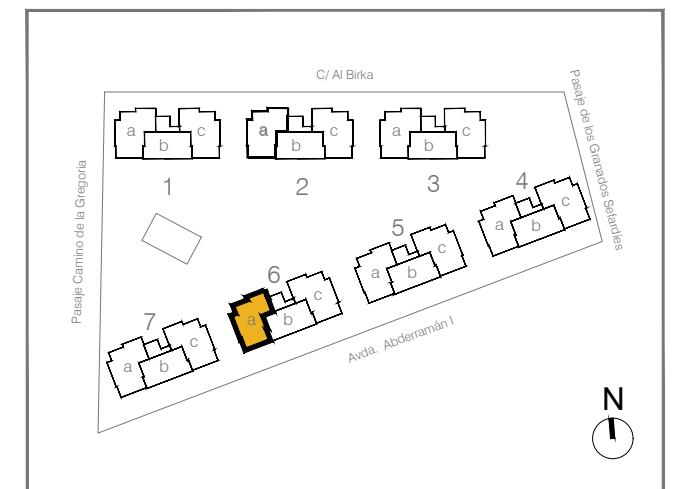 C/ Al Birka
Pasaje de los Granados Sefardíes
Pasaje Camino de la Gregoria
a b c
a b c
a b c
1
2
3
4
a b c
5
a b c
6
a b c
7
a b c
Avda. Abderramán I
N